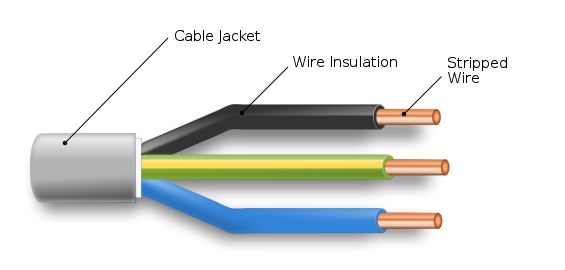 Cable Jacket
Wire Insulation
Stripped
Wire